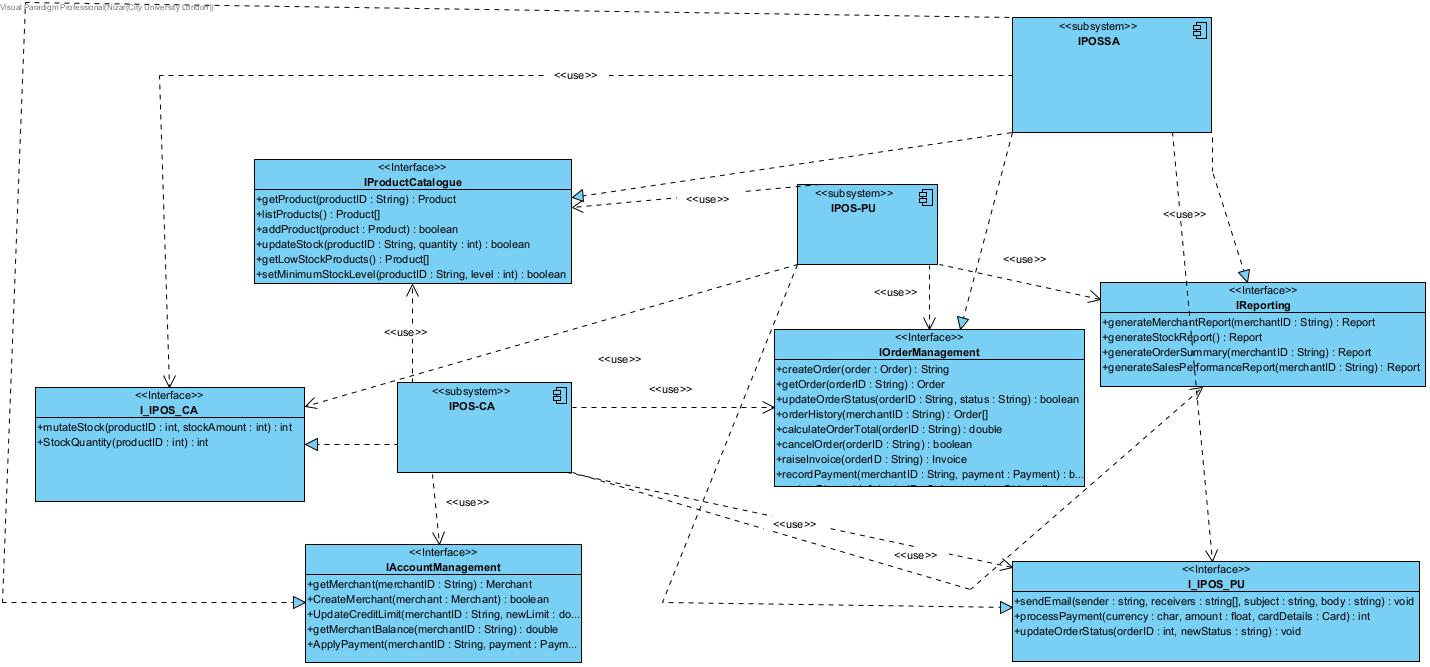 Visual Paradigm Professional(Nizar(City University London))
<<subsystem>>
IPOSSA
<<use>>
<<Interface>>
IProductCatalogue
+getProduct(productID : String) : Product
+listProducts() : Product[]
+addProduct(product : Product) : boolean
+updateStock(productID : String, quantity : int) : boolean
+getLowStockProducts() : Product[]
+setMinimumStockLevel(productID : String, level : int) : boolean
<<use>>
<<subsystem>>
IPOS-PU
<<use>>
<<use>>
<<use>>
<<Interface>>
IReporting
+generateMerchantReport(merchantID : String) : Report
+generateStockReport() : Report
+generateOrderSummary(merchantID : String) : Report
+generateSalesPerformanceReport(merchantID : String) : Report
<<use>>
<<use>>
<<Interface>>
IOrderManagement
+createOrder(order : Order) : String
+getOrder(orderID : String) : Order
+updateOrderStatus(orderID : String, status : String) : boolean
+orderHistory(merchantID : String) : Order[]
+calculateOrderTotal(orderID : String) : double
+cancelOrder(orderID : String) : boolean
+raiseInvoice(orderID : String) : Invoice
+recordPayment(merchantID : String, payment : Payment) : b...
<<Interface>>
I_IPOS_CA
+mutateStock(productID : int, stockAmount : int) : int
+StockQuantity(productID : int) : int
<<subsystem>>
IPOS-CA
<<use>>
<<use>>
<<use>>
<<use>>
<<Interface>>
IAccountManagement
+getMerchant(merchantID : String) : Merchant
+CreateMerchant(merchant : Merchant) : boolean
+UpdateCreditLimit(merchantID : String, newLimit : do...
+getMerchantBalance(merchantID : String) : double
+ApplyPayment(merchantID : String, payment : Paym...
<<Interface>>
I_IPOS_PU
+sendEmail(sender : string, receivers : string[], subject : string, body : string) : void
+processPayment(currency : char, amount : float, cardDetails : Card) : int
+updateOrderStatus(orderID : int, newStatus : string) : void